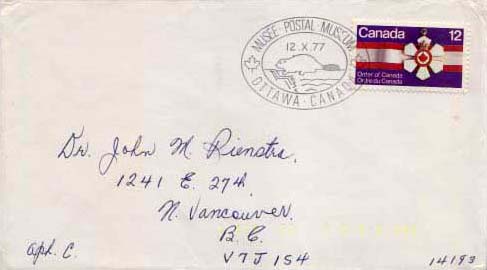 MUSÉE · POSTAL · MUSEUM
12.X.77
OTTAWA · CANADA
Canada 12
Order of Canada
Ordre du Canada
Dr. John M. Rienstra.
1241 E. 27th
N. Vancouver.
B.C.
V7J 1S4
aph. C.
14193